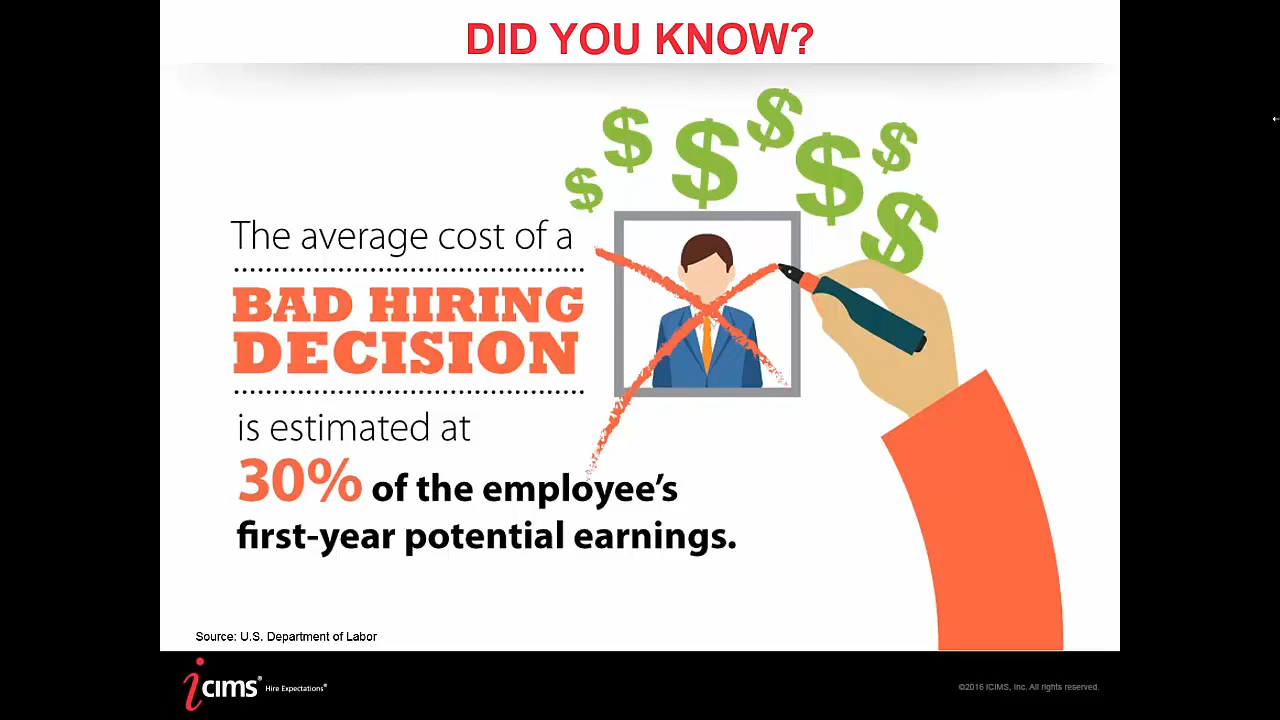 DID YOU KNOW?
$ $ $ $ $ $ $
The average cost of a
BAD HIRING
DECISION
is estimated at
30% of the employee's
first-year potential earnings.
Source: U.S. Department of Labor
icims® Hire Expectations®
©2016 iCIMS, Inc. All rights reserved.